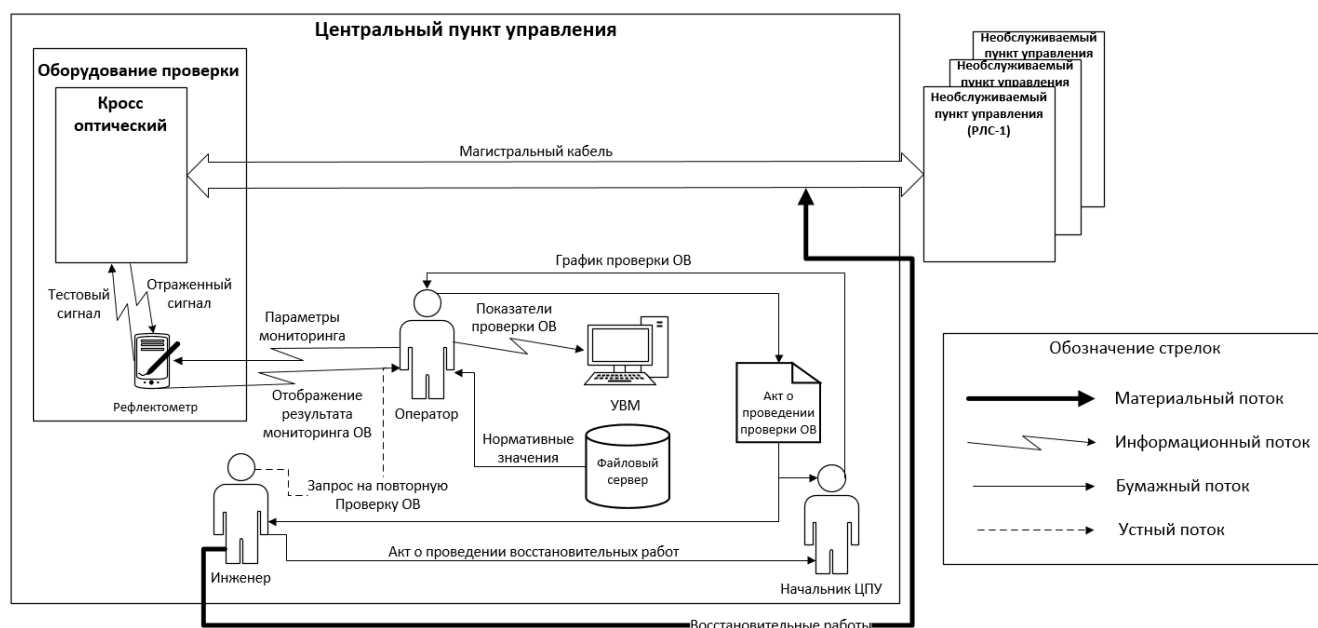 Центральный пункт управления
Оборудование проверки
Кросс
оптический
Необслуживаемый
пункт управления
Необслуживаемый
пункт управления
Необслуживаемый
пункт управления
(РЛС-1)
Магистральный кабель
График проверки ОВ
Тестовый
сигнал
Отраженный
сигнал
Параметры
мониторинга
Показатели
проверки ОВ
Рефлектометр
Отображение
результата
мониторинга ОВ
Оператор
УВМ
Акт о
проведении
проверки ОВ
Нормативные
значения
Файловый
сервер
Запрос на повторную
Проверку ОВ
Акт о проведении восстановительных работ
Инженер
Начальник ЦПУ
Восстановительные работы
Обозначение стрелок
Материальный поток
Информационный поток
Бумажный поток
Устный поток